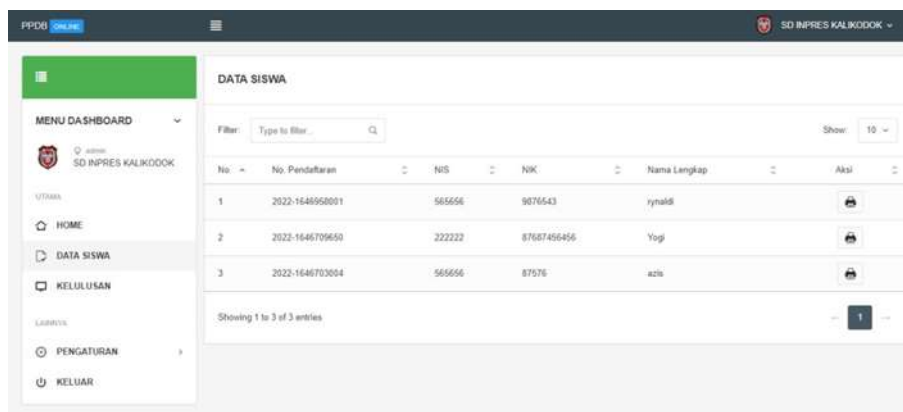 PPDB ONLINE
SD INPRES KALIKODOK
DATA SISWA
MENU DASHBOARD
admin
SD INPRES KALIKODOK
UTAMA
HOME
DATA SISWA
KELULUSAN
LAINNYA
PENGATURAN
KELUAR
Filter: Type to filter...
Show: 10
No. No. Pendaftaran NIS NIK Nama Lengkap Aksi
1 2022-1646958001 565656 9876543 rynaldi
2 2022-1646709650 222222 87687456456 Yogi
3 2022-1646703004 565656 87576 azis
Showing 1 to 3 of 3 entries
← 1 →